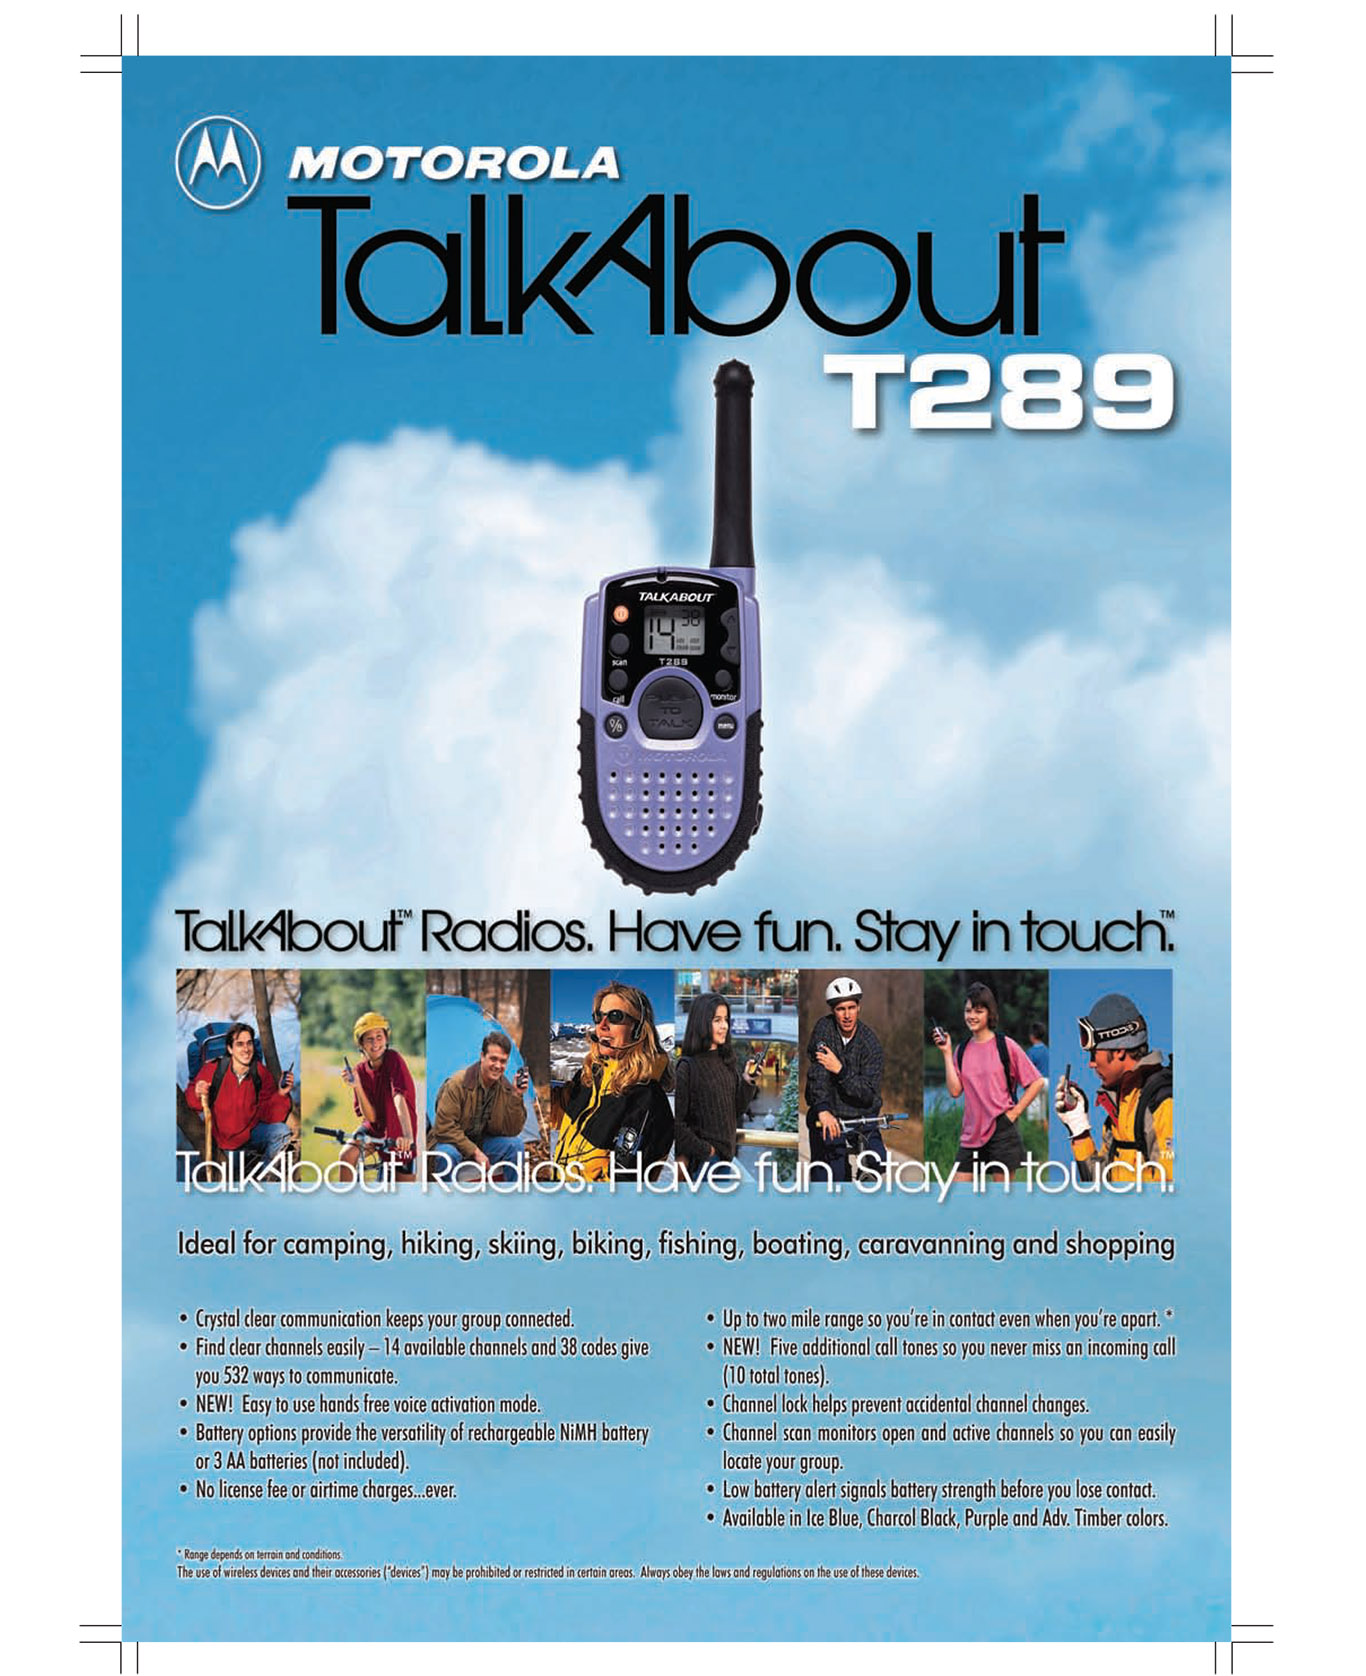 MOTOROLA
TalkAbout
T289
TALKABOUT
14 38
scan
T289
call
monitor
PUSH
TO
TALK
menu
MOTOROLA
TalkAbout™ Radios. Have fun. Stay in touch.™
SCOTT
TalkAbout™ Radios. Have fun. Stay in touch.™
Ideal for camping, hiking, skiing, biking, fishing, boating, caravanning and shopping
• Crystal clear communication keeps your group connected.
• Find clear channels easily – 14 available channels and 38 codes give
you 532 ways to communicate.
• NEW! Easy to use hands free voice activation mode.
• Battery options provide the versatility of rechargeable NiMH battery
or 3 AA batteries (not included).
• No license fee or airtime charges...ever.
• Up to two mile range so you're in contact even when you're apart. *
• NEW! Five additional call tones so you never miss an incoming call
(10 total tones).
• Channel lock helps prevent accidental channel changes.
• Channel scan monitors open and active channels so you can easily
locate your group.
• Low battery alert signals battery strength before you lose contact.
• Available in Ice Blue, Charcol Black, Purple and Adv. Timber colors.
* Range depends on terrain and conditions.
The use of wireless devices and their accessories ("devices") may be prohibited or restricted in certain areas. Always obey the laws and regulations on the use of these devices.